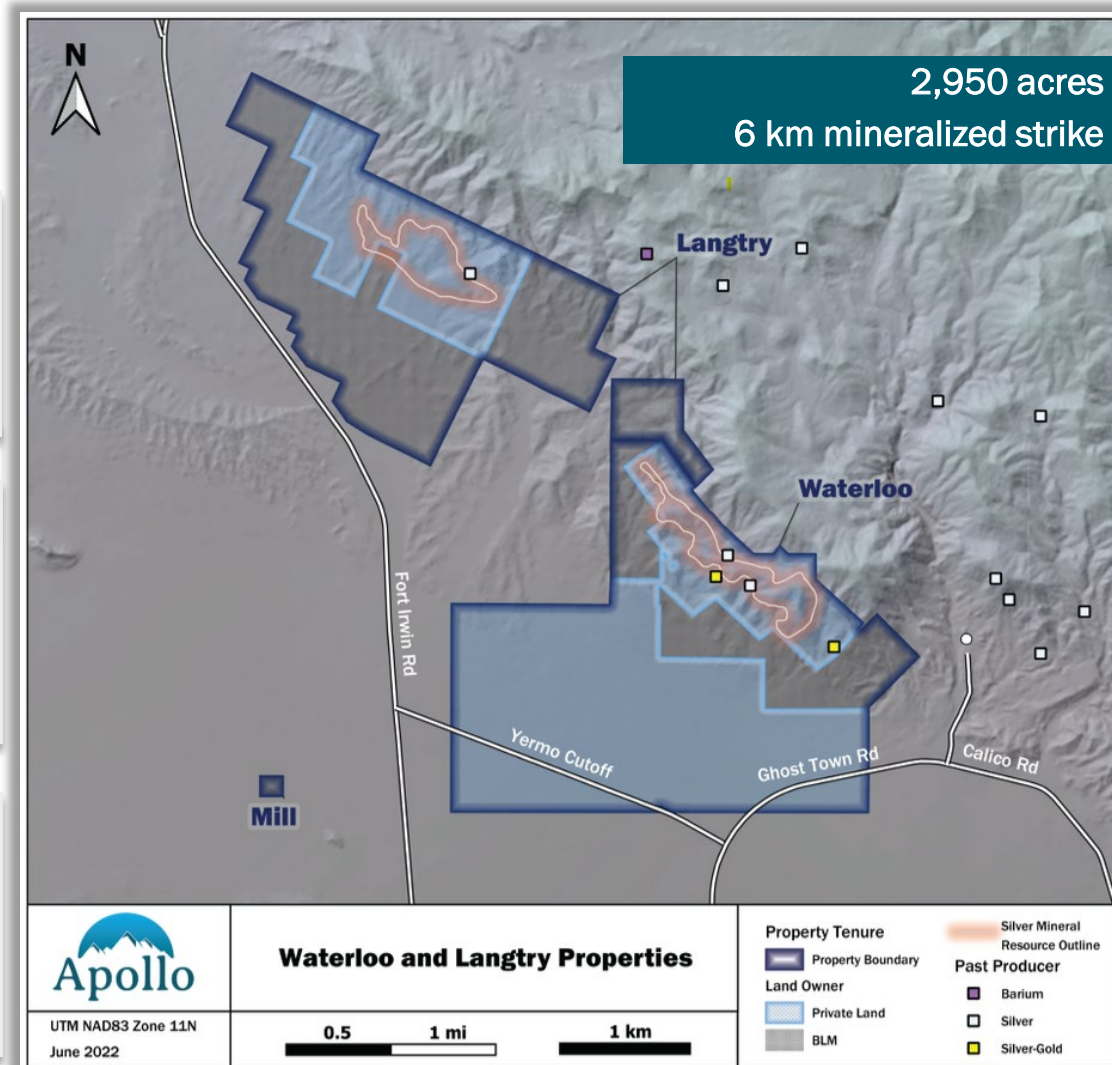 N
2,950 acres
6 km mineralized strike
Langtry
Waterloo
Fort Irwin Rd
Yermo Cutoff
Ghost Town Rd
Calico Rd
Mill
Apollo
UTM NAD83 Zone 11N
June 2022
Waterloo and Langtry Properties
0.5 1 mi
1 km
Property Tenure
Property Boundary
Land Owner
Private Land
BLM
Silver Mineral
Resource Outline
Past Producer
Barium
Silver
Silver-Gold